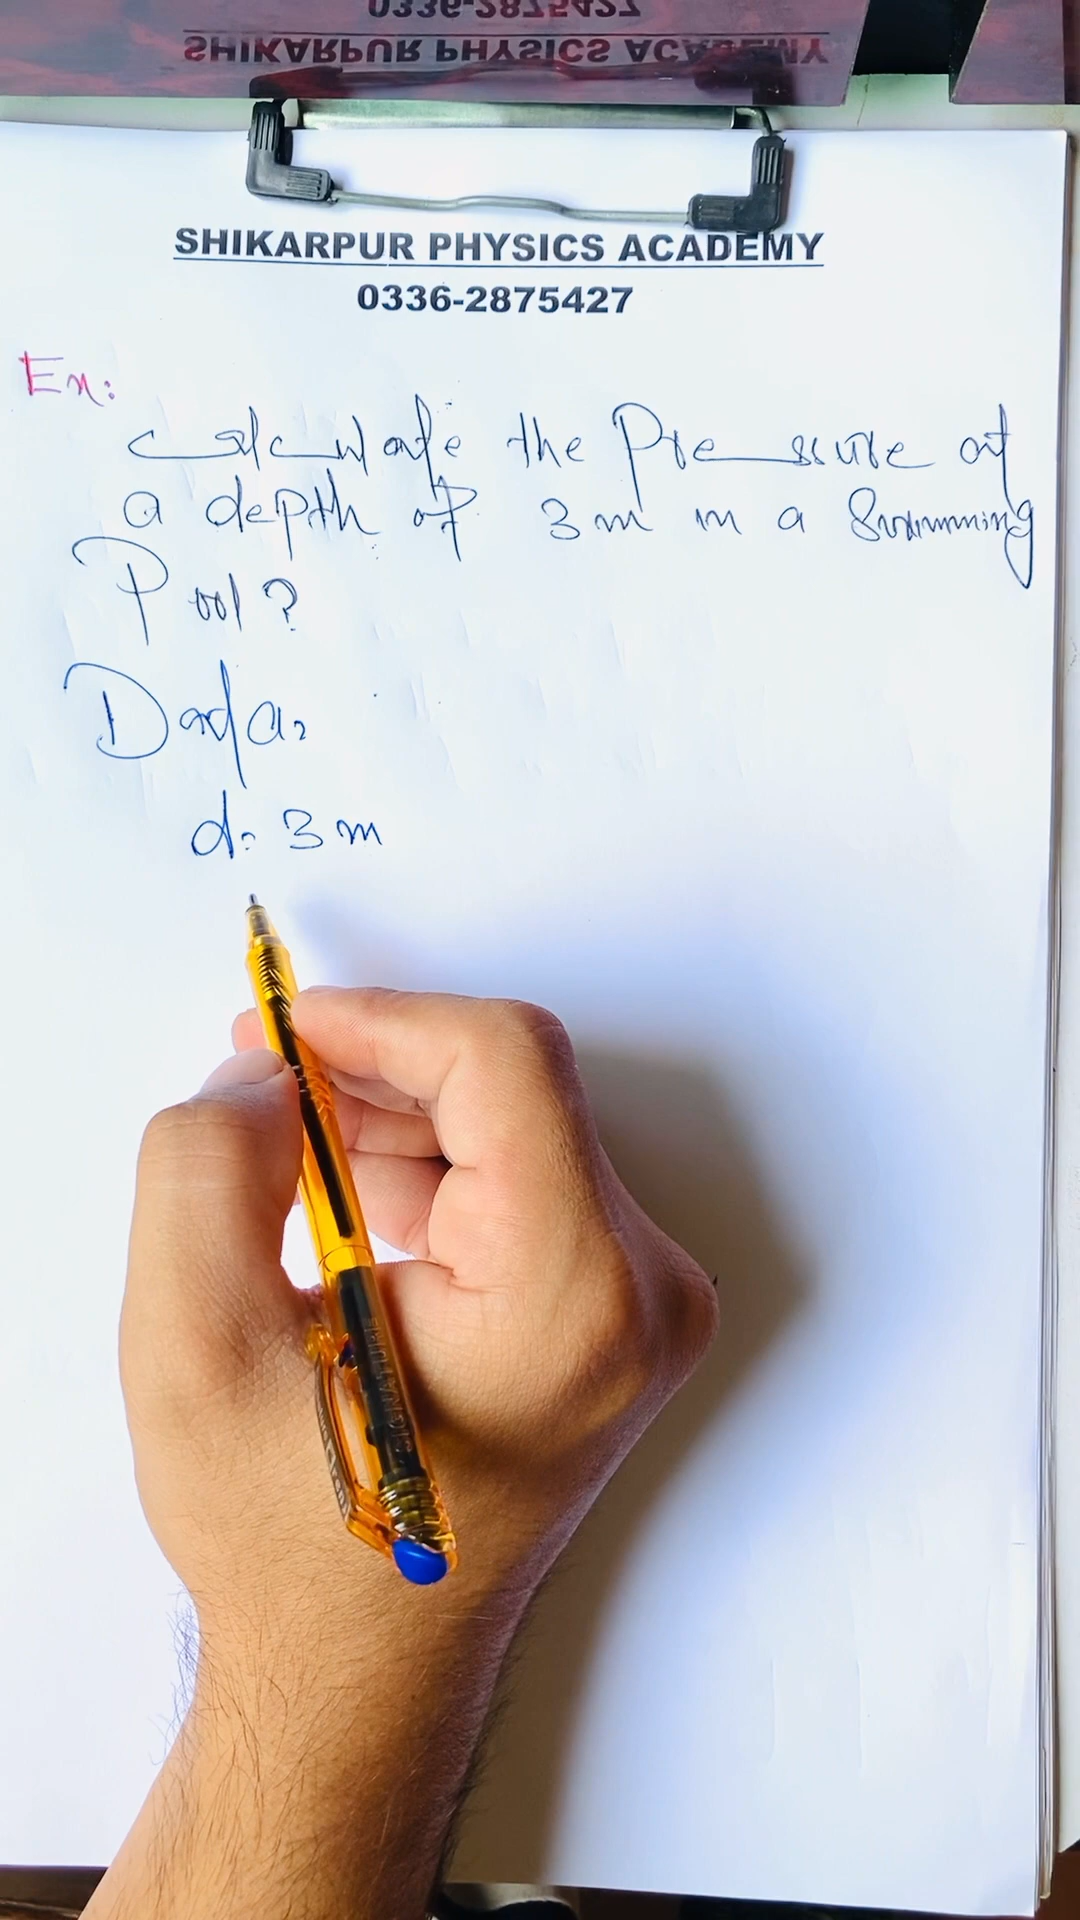 0336-2875427
SHIKARPUR PHYSICS ACADEMY
SHIKARPUR PHYSICS ACADEMY
0336-2875427
Ex:
Calculate the Pressure at
a depth of 3m in a Swimming
Pool?
Data:
d= 3m
SIGNATURE